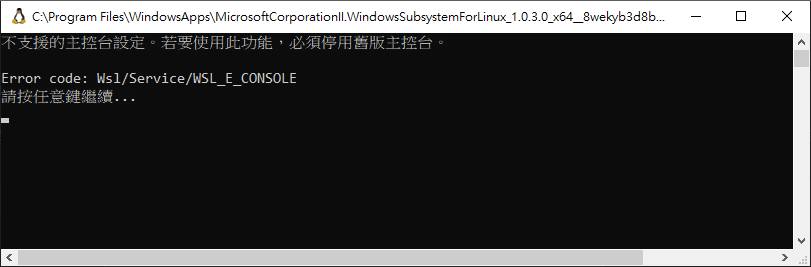 C:\Program Files\WindowsApps\MicrosoftCorporationII.WindowsSubsystemForLinux_1.0.3.0_x64__8wekyb3d8b...
不支援的主控台設定。若要使用此功能，必須停用舊版主控台。
Error code: Wsl/Service/WSL_E_CONSOLE
請按任意鍵繼續...